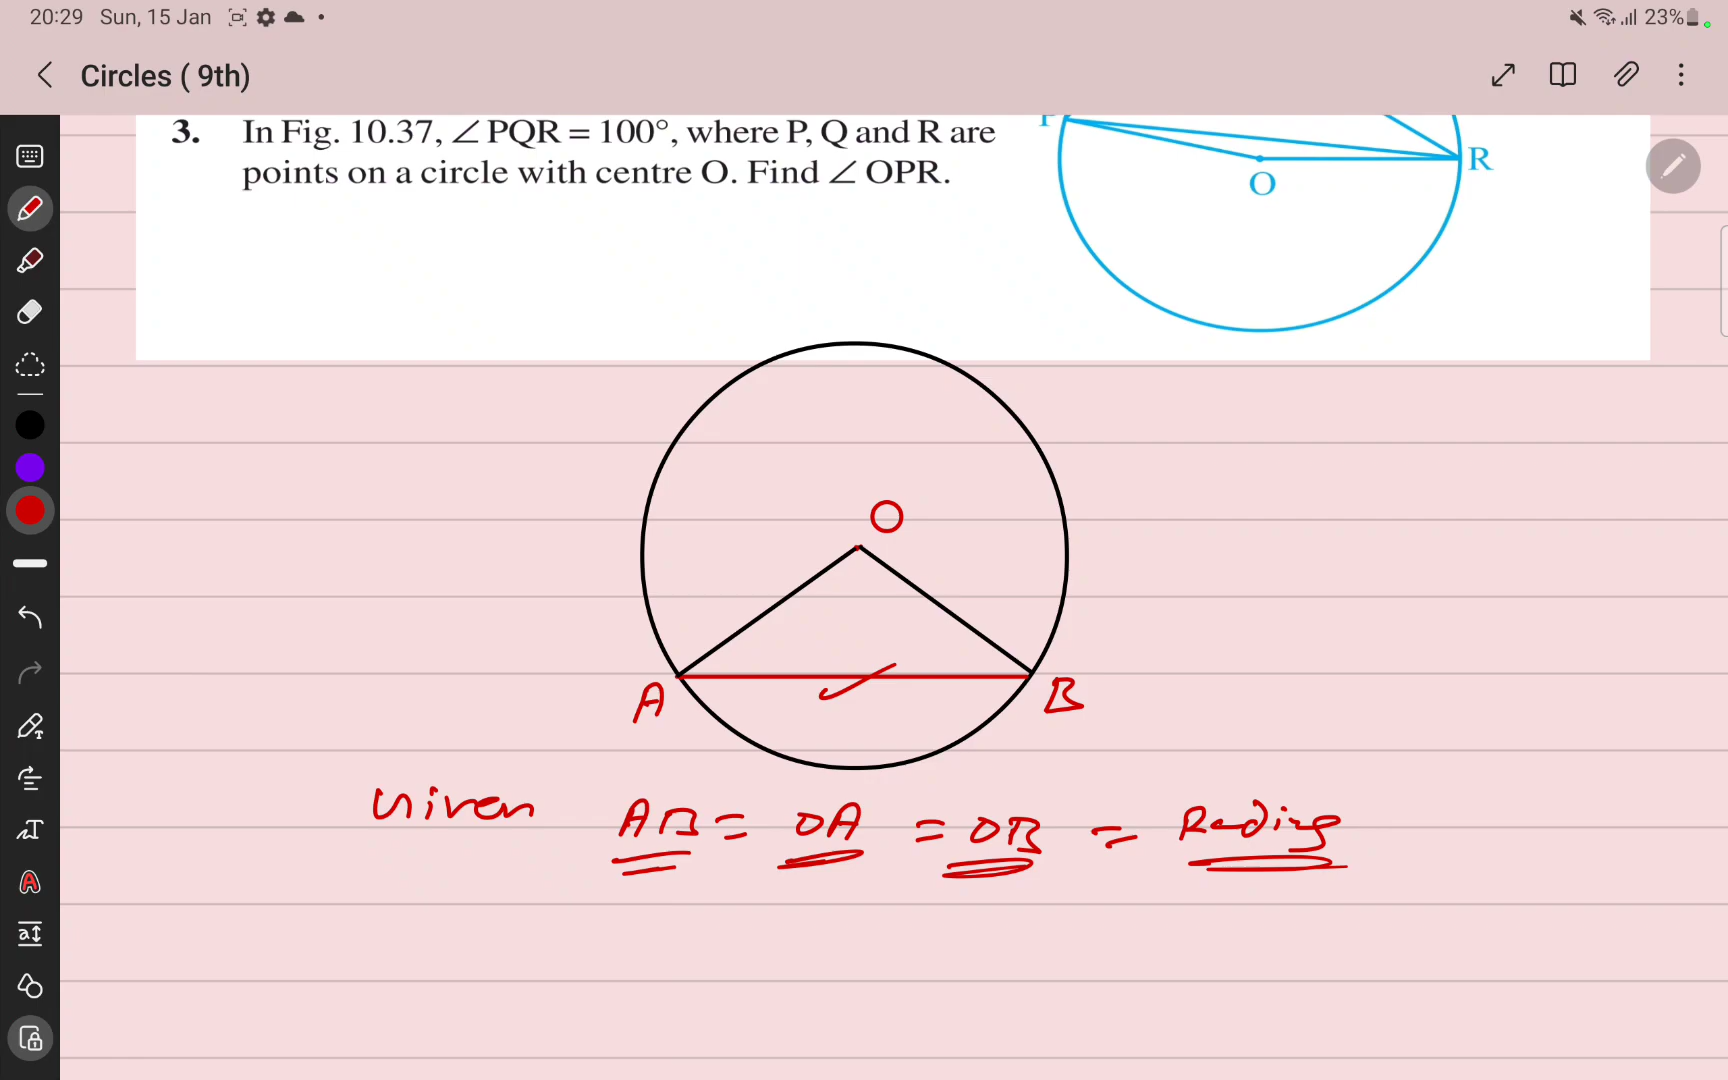 20:29 Sun, 15 Jan
23%
Circles ( 9th)
3. In Fig. 10.37, ∠PQR = 100°, where P, Q and R are
points on a circle with centre O. Find ∠OPR.
P
R
O
O
A
B
Given AB = OA = OB = Radius